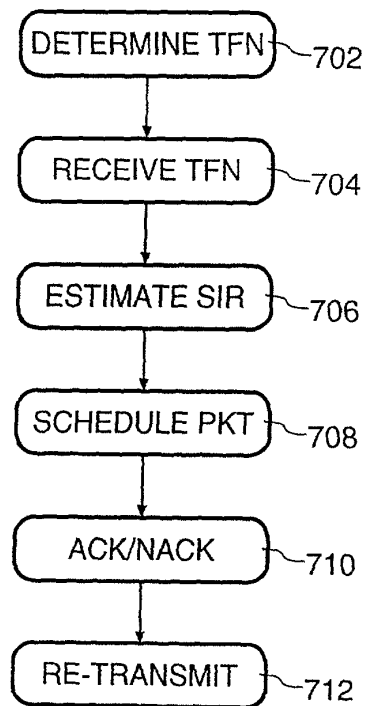 DETERMINE TFN 702
RECEIVE TFN 704
ESTIMATE SIR 706
SCHEDULE PKT 708
ACK/NACK 710
RE-TRANSMIT 712